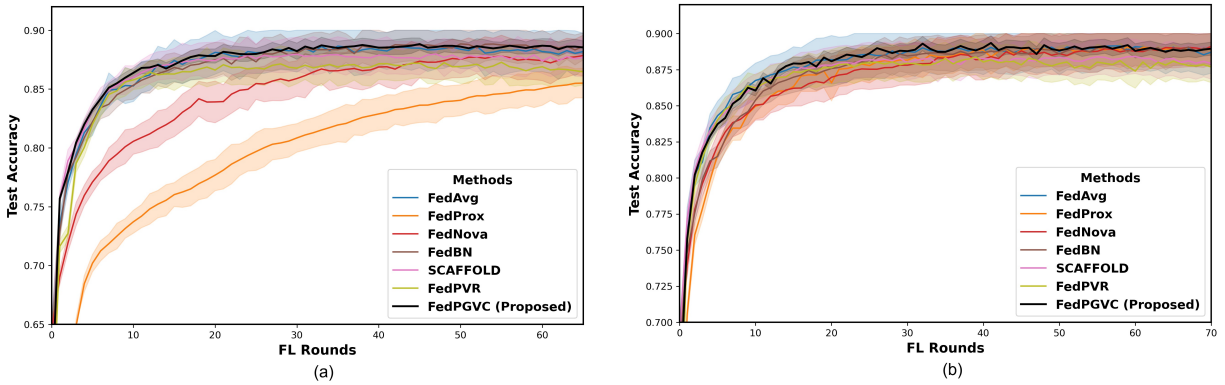 0.90
0.85
0.80
0.75
0.70
0.65
Test Accuracy
0
10
20
30
40
50
60
FL Rounds
Methods
FedAvg
FedProx
FedNova
FedBN
SCAFFOLD
FedPVR
FedPGVC (Proposed)
(a)
0.900
0.875
0.850
0.825
0.800
0.775
0.750
0.725
0.700
Test Accuracy
0
10
20
30
40
50
60
70
FL Rounds
Methods
FedAvg
FedProx
FedNova
FedBN
SCAFFOLD
FedPVR
FedPGVC (Proposed)
(b)